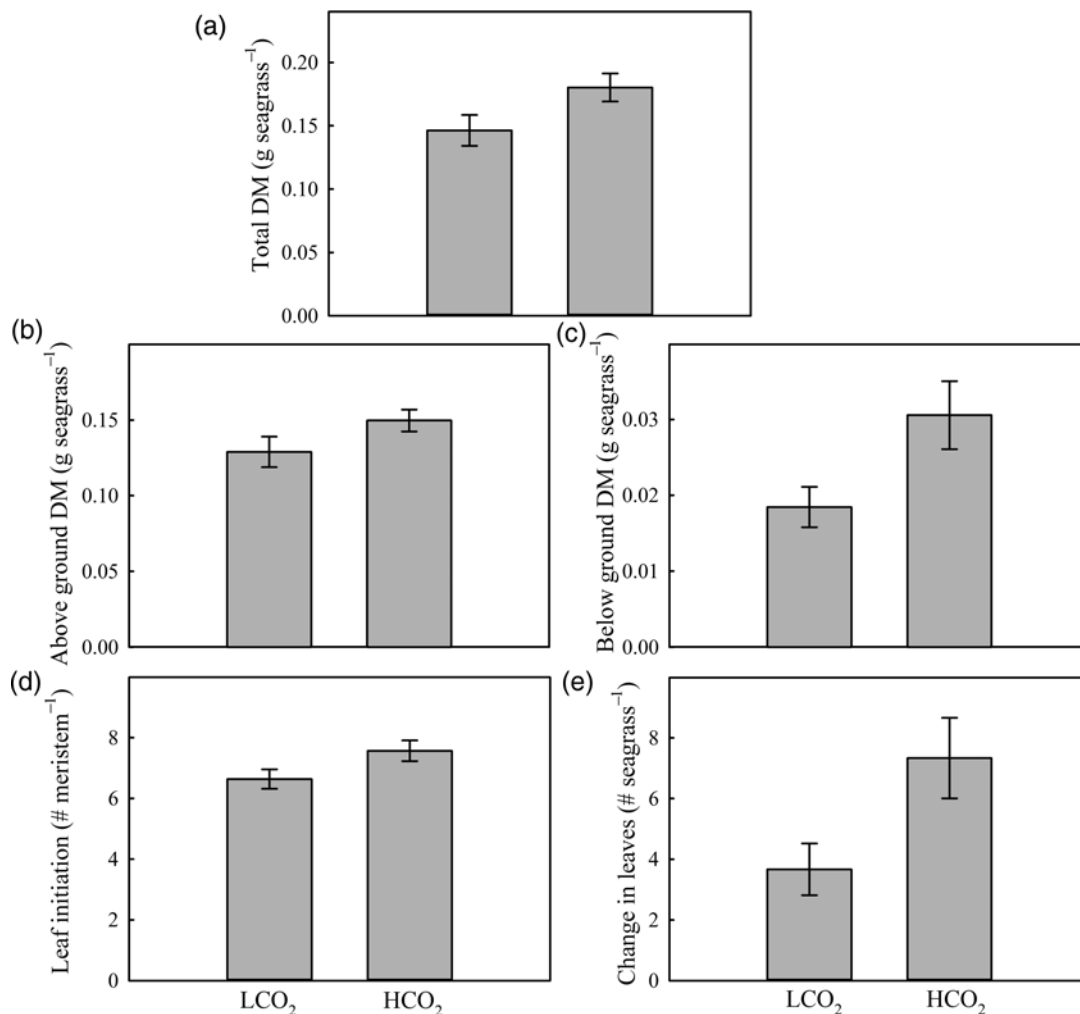 (a)
Total DM (g seagrass⁻¹)
0.20
0.15
0.10
0.05
0.00
(b)
Above ground DM (g seagrass⁻¹)
0.15
0.10
0.05
0.00
(c)
Below ground DM (g seagrass⁻¹)
0.03
0.02
0.01
0.00
(d)
Leaf initiation (# meristem⁻¹)
8
6
4
2
0
LCO₂ HCO₂
(e)
Change in leaves (# seagrass⁻¹)
8
6
4
2
0
LCO₂ HCO₂